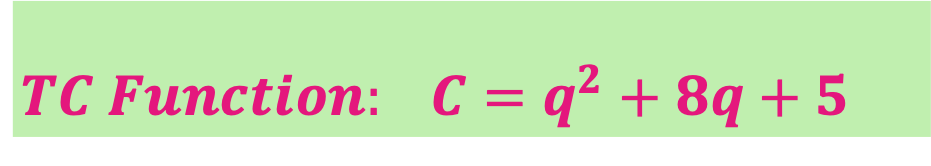 TC Function: C = q² + 8q + 5